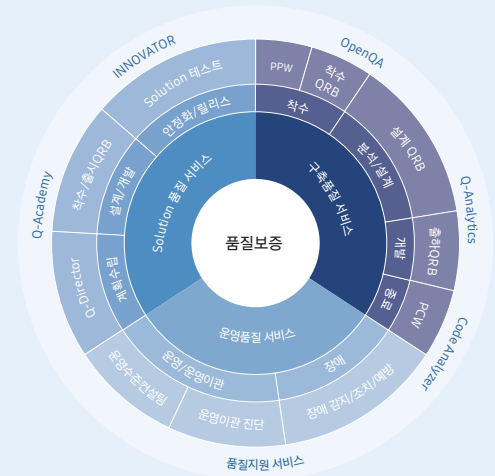 품질보증
구축품질 서비스
착수
분석/설계
개발
종료
PPW
착수
QRB
설계 QRB
출하QRB
PCW
운영품질 서비스
장애
운영/운영이관
장애 감지/조치/예방
운영이관 진단
운영수준컨설팅
Solution 품질 서비스
계획수립
설계/개발
안정화/릴리스
Q-Director
착수/출시QRB
Solution 테스트
INNOVATOR
OpenQA
Q-Analytics
Code Analyzer
품질지원 서비스
Q-Academy